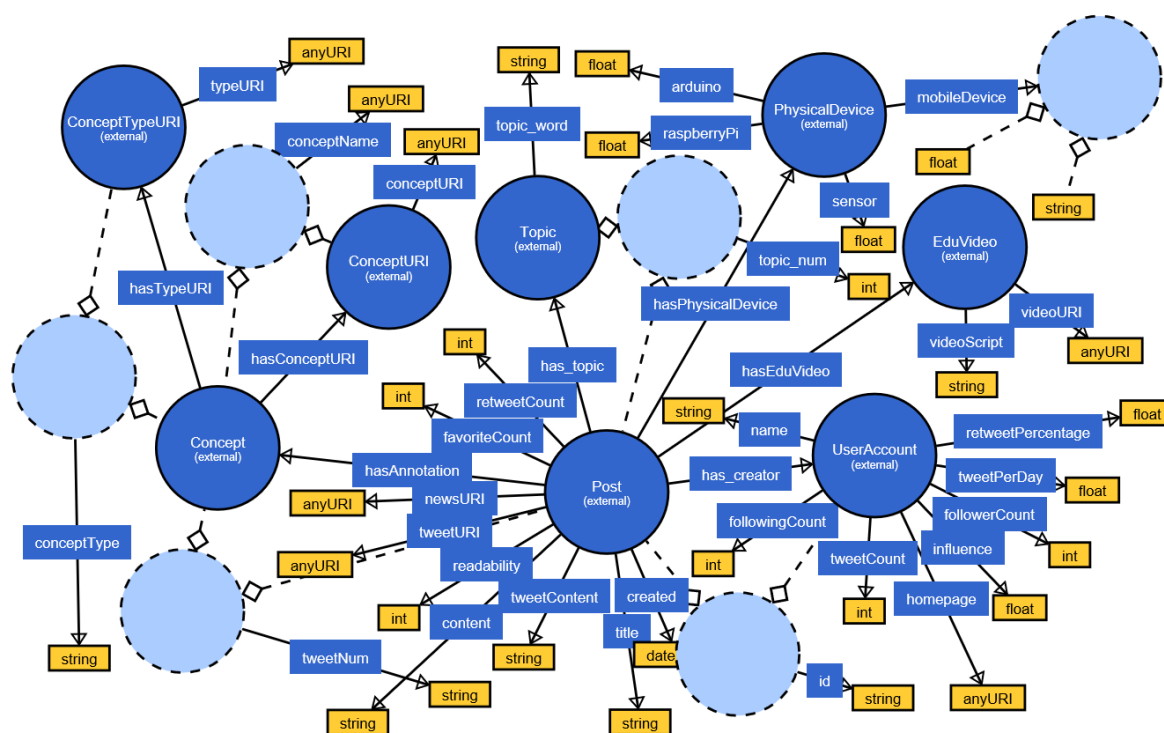 anyURI
typeURI
ConceptTypeURI
(external)
anyURI
conceptName
anyURI
conceptURI
ConceptURI
(external)
hasTypeURI
hasConceptURI
Concept
(external)
conceptType
string
string
topic_word
Topic
(external)
has_topic
topic_num
int
float
arduino
float
raspberryPi
PhysicalDevice
(external)
mobileDevice
float
string
sensor
float
hasPhysicalDevice
EduVideo
(external)
videoURI
anyURI
videoScript
string
hasEduVideo
int
retweetCount
int
favoriteCount
hasAnnotation
anyURI
newsURI
tweetURI
anyURI
readability
int
content
string
tweetContent
string
created
date
title
string
Post
(external)
has_creator
string
name
UserAccount
(external)
retweetPercentage
float
tweetPerDay
float
followerCount
int
influence
float
homepage
anyURI
tweetCount
int
followingCount
int
id
string
tweetNum
string